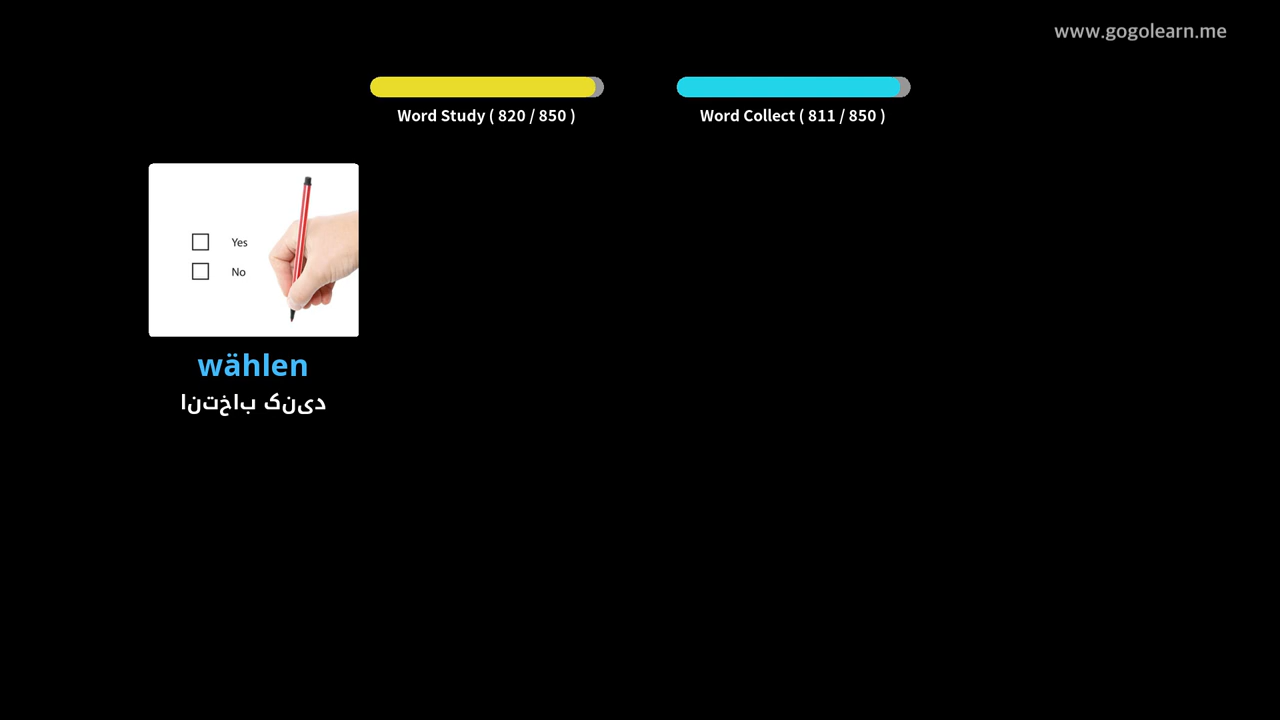 www.gogolearn.me
Word Study ( 820 / 850 )
Word Collect ( 811 / 850 )
Yes
No
wählen
انتخاب کنید